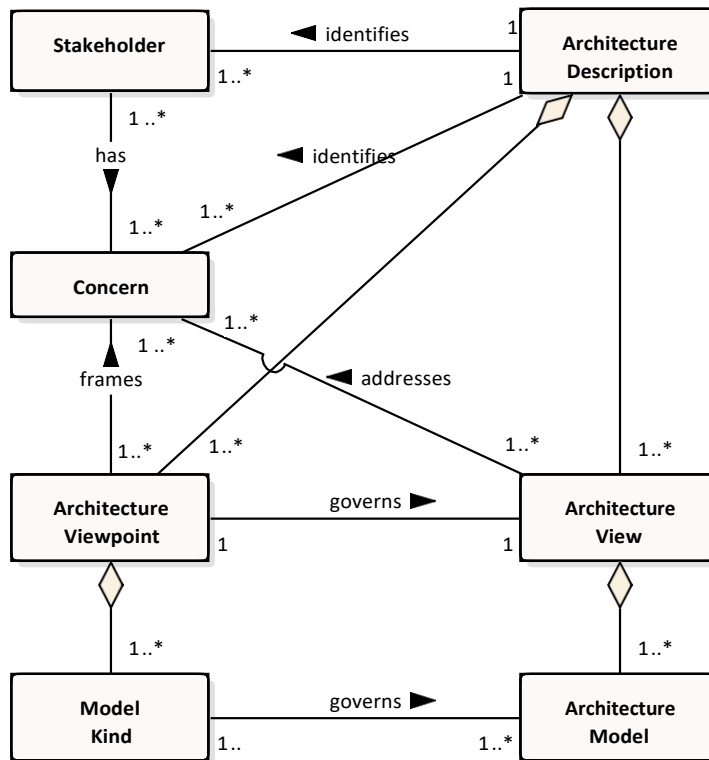 Stakeholder
identifies
1
1..*
Architecture
Description
1 ..*
1
has
identifies
1..*
1..*
Concern
1..*
1 ..*
frames
addresses
1..*
1..*
1..*
1..*
Architecture
Viewpoint
governs
1
1
Architecture
View
1..*
1..*
Model
Kind
governs
1..
1..*
Architecture
Model